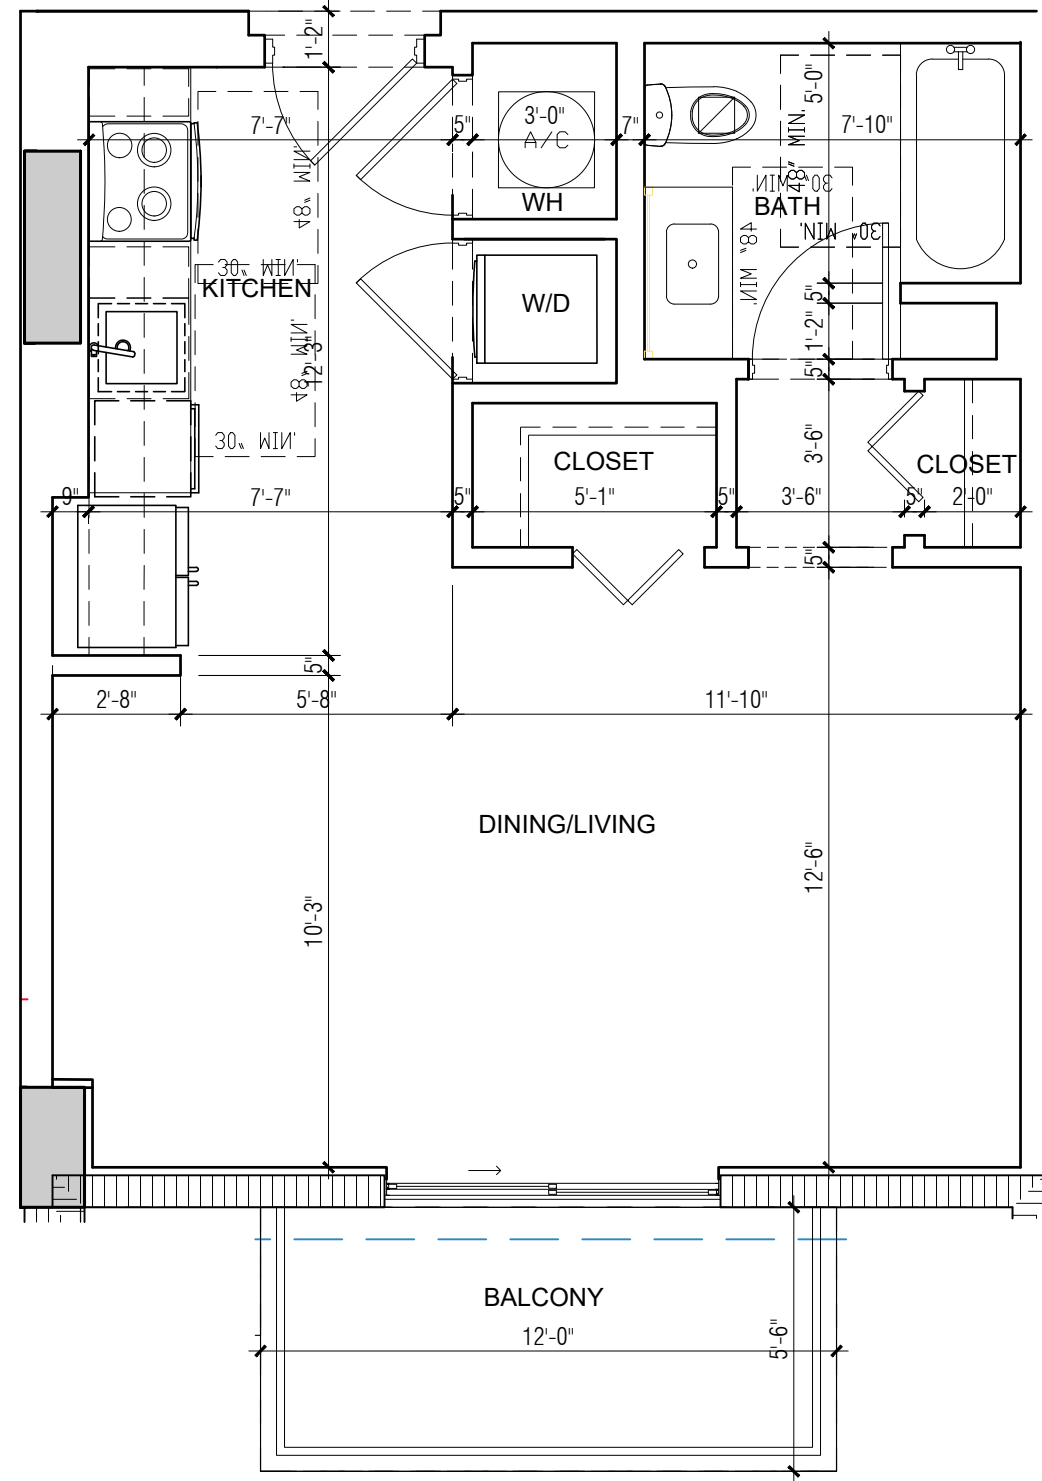 1'-2"
5'-0"
7'-7"
5"
3'-0"
A/C
7"
48" MIN.
7'-10"
48" MIN.
30" MIN.
WH
BATH
30" MIN.
48" MIN.
30" MIN.
KITCHEN
W/D
5"
1'-2"
48" MIN.
12'-3"
5"
30" MIN.
3'-6"
CLOSET
CLOSET
9"
7'-7"
5"
5'-1"
5"
3'-6"
5"
2'-0"
5"
5"
2'-8"
5'-8"
11'-10"
DINING/LIVING
12'-6"
10'-3"
BALCONY
12'-0"
5'-6"